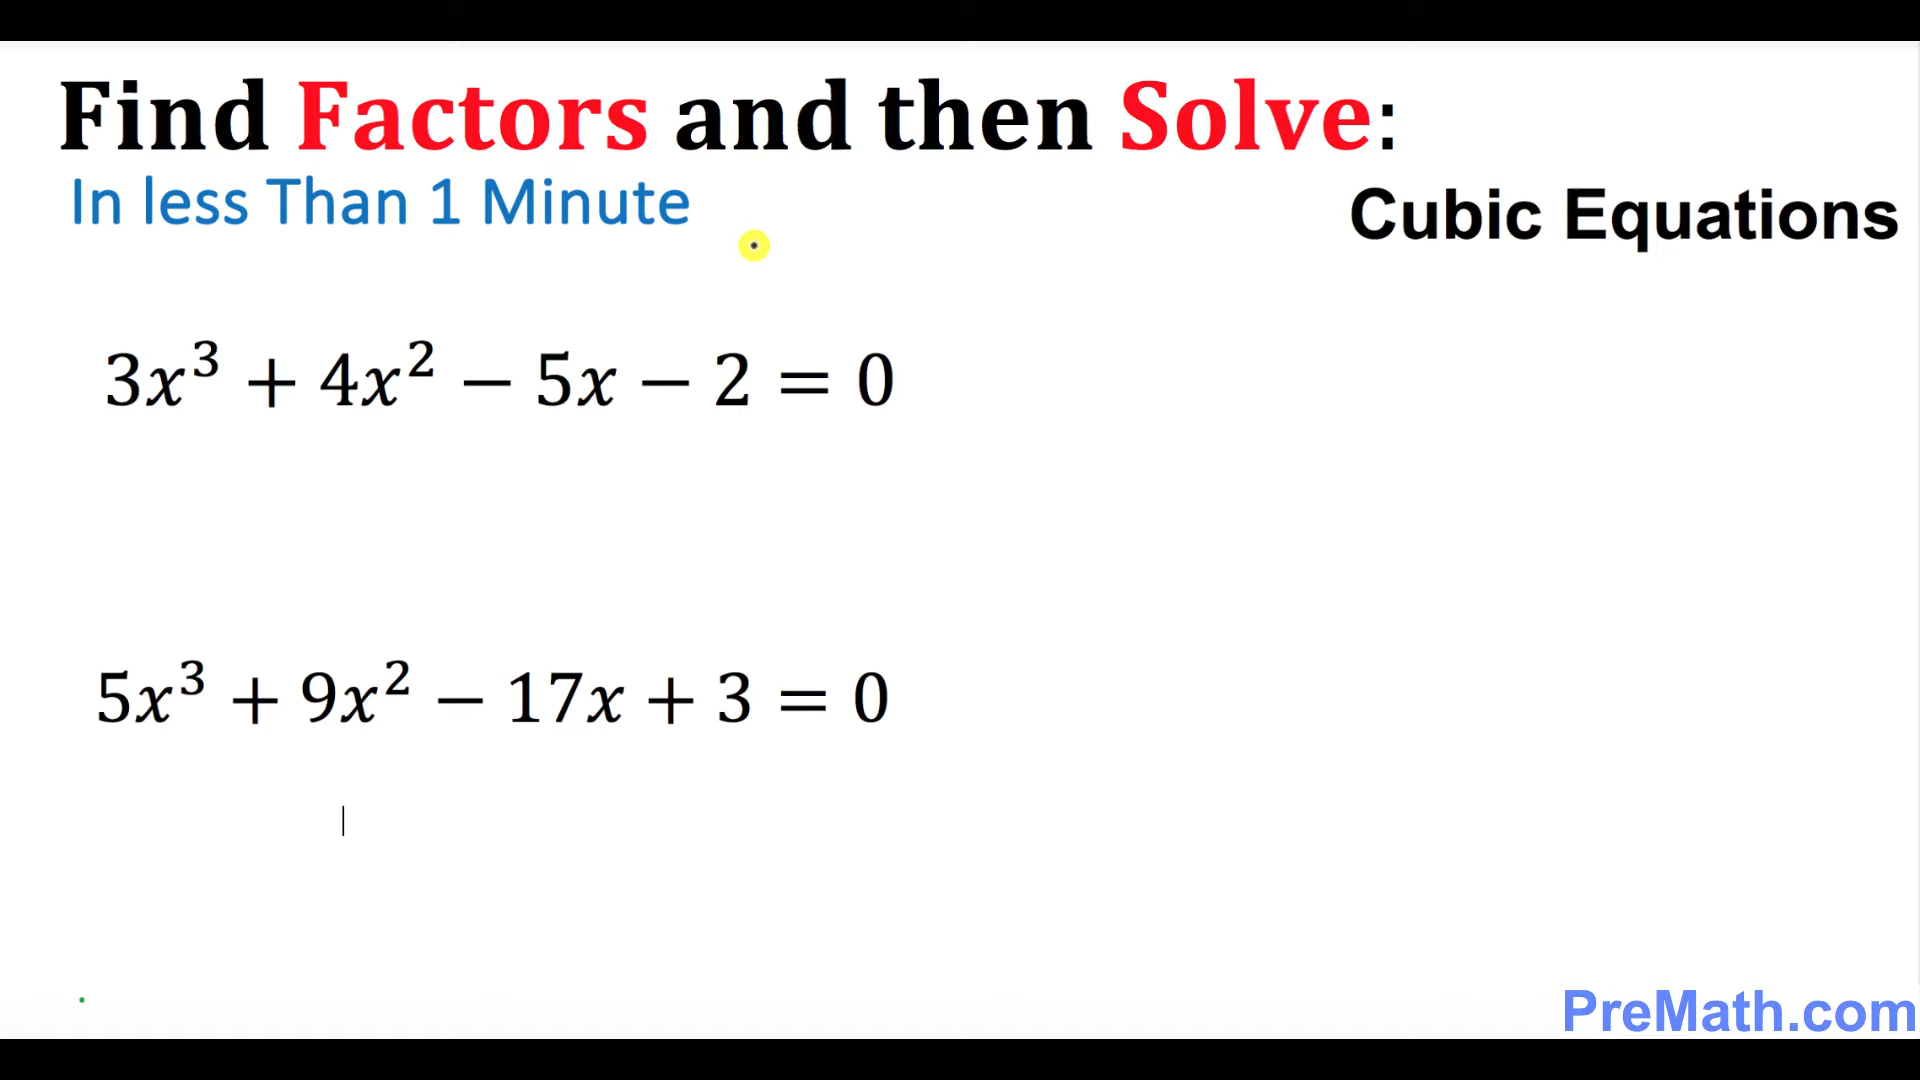 Find Factors and then Solve:
In less Than 1 Minute
Cubic Equations
3x³ + 4x² − 5x − 2 = 0
5x³ + 9x² − 17x + 3 = 0
PreMath.com